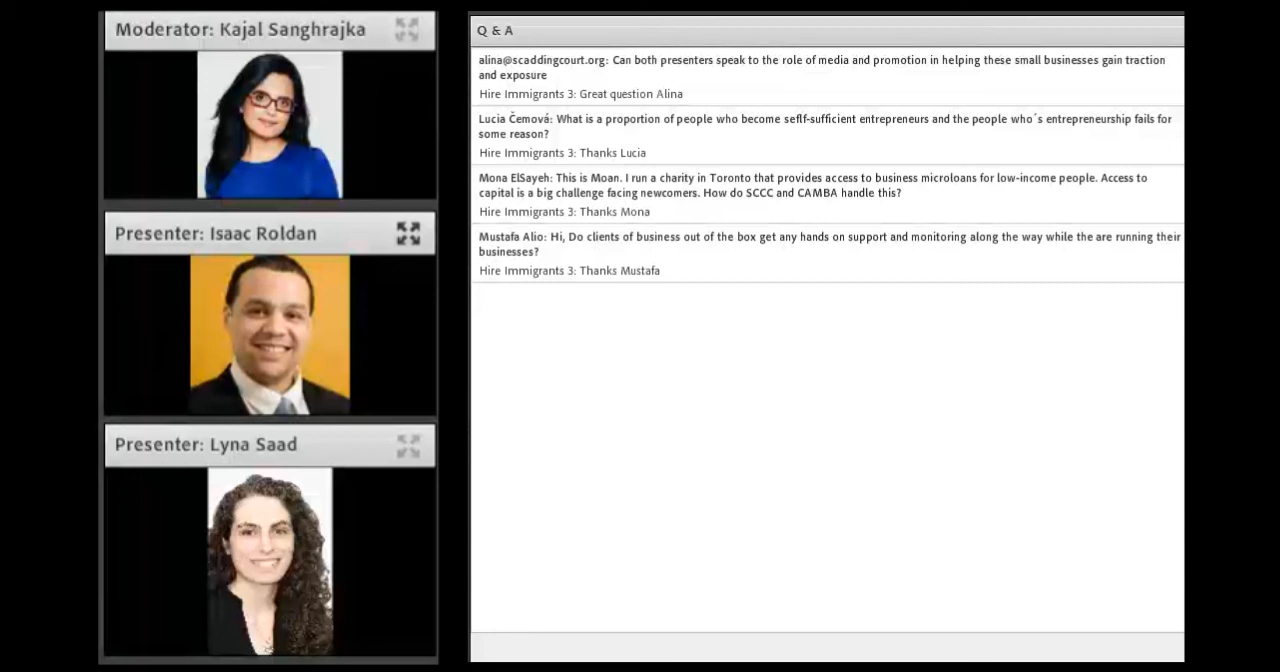 Moderator: Kajal Sanghrajka
Presenter: Isaac Roldan
Presenter: Lyna Saad
Q & A
alina@scaddingcourt.org: Can both presenters speak to the role of media and promotion in helping these small businesses gain traction
and exposure
Hire Immigrants 3: Great question Alina
Lucia Čemová: What is a proportion of people who become seflf-sufficient entrepreneurs and the people who´s entrepreneurship fails for
some reason?
Hire Immigrants 3: Thanks Lucia
Mona ElSayeh: This is Moan. I run a charity in Toronto that provides access to business microloans for low-income people. Access to
capital is a big challenge facing newcomers. How do SCCC and CAMBA handle this?
Hire Immigrants 3: Thanks Mona
Mustafa Alio: Hi, Do clients of business out of the box get any hands on support and monitoring along the way while the are running their
businesses?
Hire Immigrants 3: Thanks Mustafa